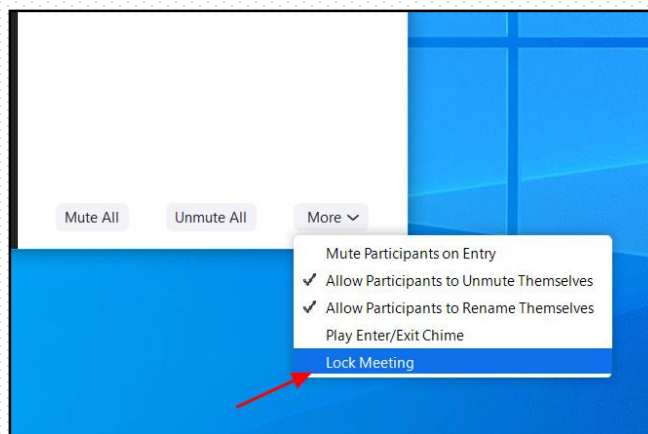 Mute All Unmute All More
Mute Participants on Entry
Allow Participants to Unmute Themselves
Allow Participants to Rename Themselves
Play Enter/Exit Chime
Lock Meeting